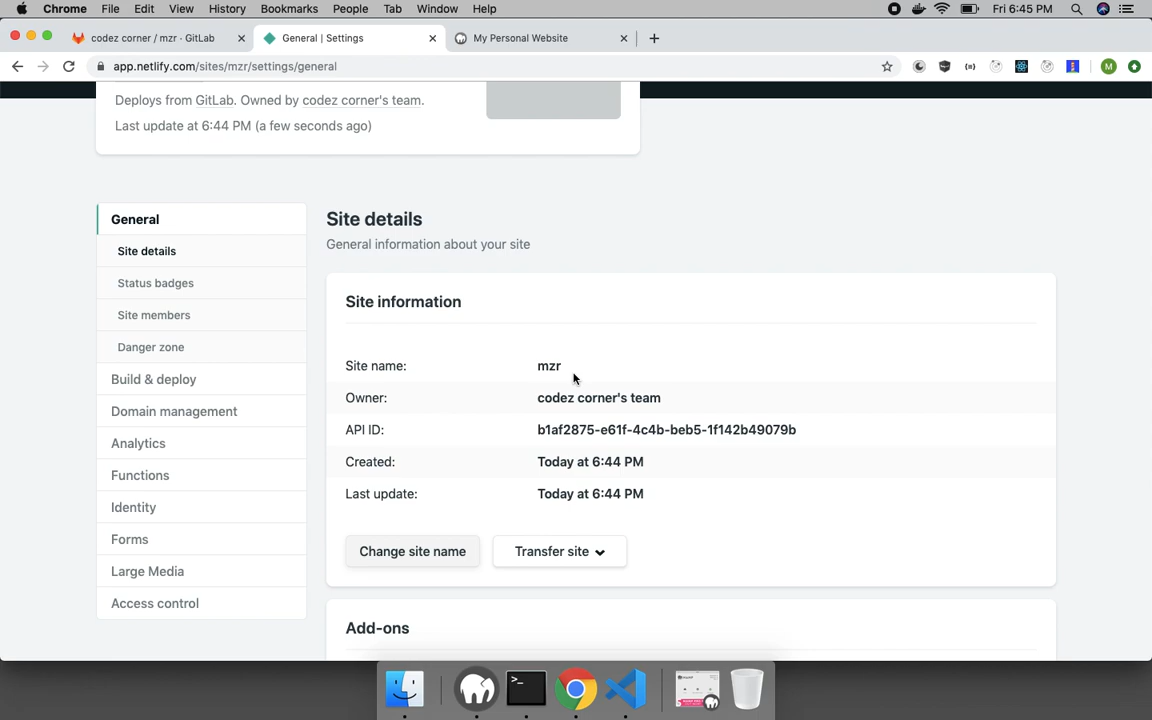 Chrome File Edit View History Bookmarks People Tab Window Help Fri 6:45 PM
codez corner / mzr · GitLab General | Settings My Personal Website
app.netlify.com/sites/mzr/settings/general M
Deploys from GitLab. Owned by codez corner's team.
Last update at 6:44 PM (a few seconds ago)
General
Site details
Status badges
Site members
Danger zone
Build & deploy
Domain management
Analytics
Functions
Identity
Forms
Large Media
Access control
Site details
General information about your site
Site information
Site name: mzr
Owner: codez corner's team
API ID: b1af2875-e61f-4c4b-beb5-1f142b49079b
Created: Today at 6:44 PM
Last update: Today at 6:44 PM
Change site name Transfer site
Add-ons